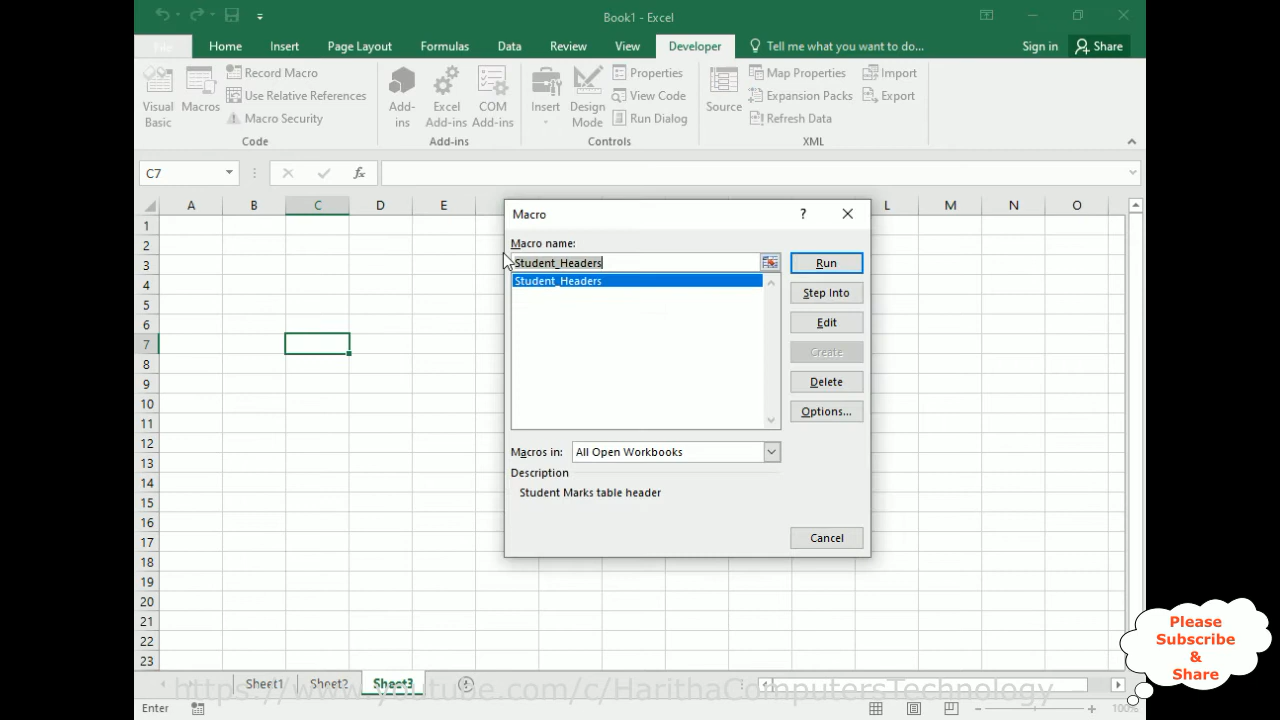 Book1 - Excel
File Home Insert Page Layout Formulas Data Review View Developer Tell me what you want to do... Sign in Share
Visual Basic
Macros
Record Macro
Use Relative References
Macro Security
Code
Add-ins
Excel Add-ins
COM Add-ins
Add-ins
Insert
Design Mode
Properties
View Code
Run Dialog
Controls
Source
Map Properties
Expansion Packs
Refresh Data
Import
Export
XML
C7 fx
A B C D E L M N O
1
2
3
4
5
6
7
8
9
10
11
12
13
14
15
16
17
18
19
20
21
22
23
Macro ?
Macro name:
Student_Headers
Student_Headers
Run
Step Into
Edit
Create
Delete
Options...
Macros in: All Open Workbooks
Description
Student Marks table header
Cancel
Please
Subscribe
&
Share
Sheet1 Sheet2 Sheet3
https://www.youtube.com/c/HarithaComputersTechnology
Enter 100%